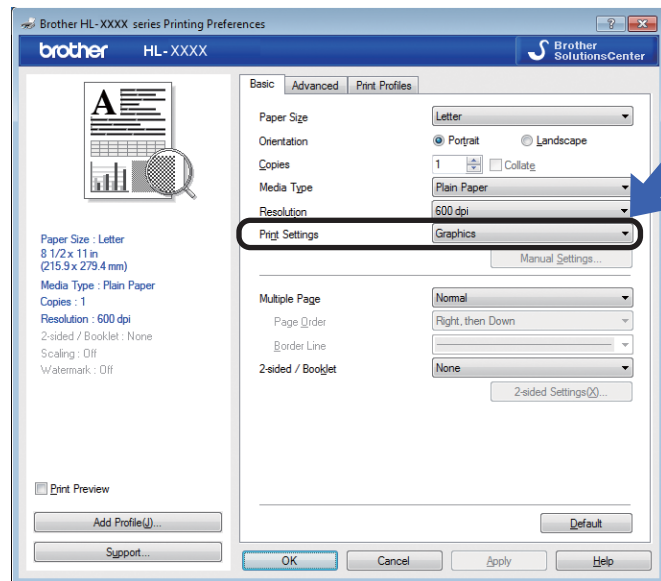 Brother HL-XXXX series Printing Preferences
brother HL-XXXX
Brother SolutionsCenter
A
Basic Advanced Print Profiles
Paper Size Letter
Orientation Portrait Landscape
Copies 1 Collate
Media Type Plain Paper
Resolution 600 dpi
Print Settings Graphics
Manual Settings...
Multiple Page Normal
Page Order Right, then Down
Border Line
2-sided / Booklet None
2-sided Settings(X)...
Paper Size : Letter
8 1/2 x 11 in
(215.9 x 279.4 mm)
Media Type : Plain Paper
Copies : 1
Resolution : 600 dpi
2-sided / Booklet : None
Scaling : Off
Watermark : Off
Print Preview
Add Profile(J)...
Support...
Default
OK Cancel Apply Help